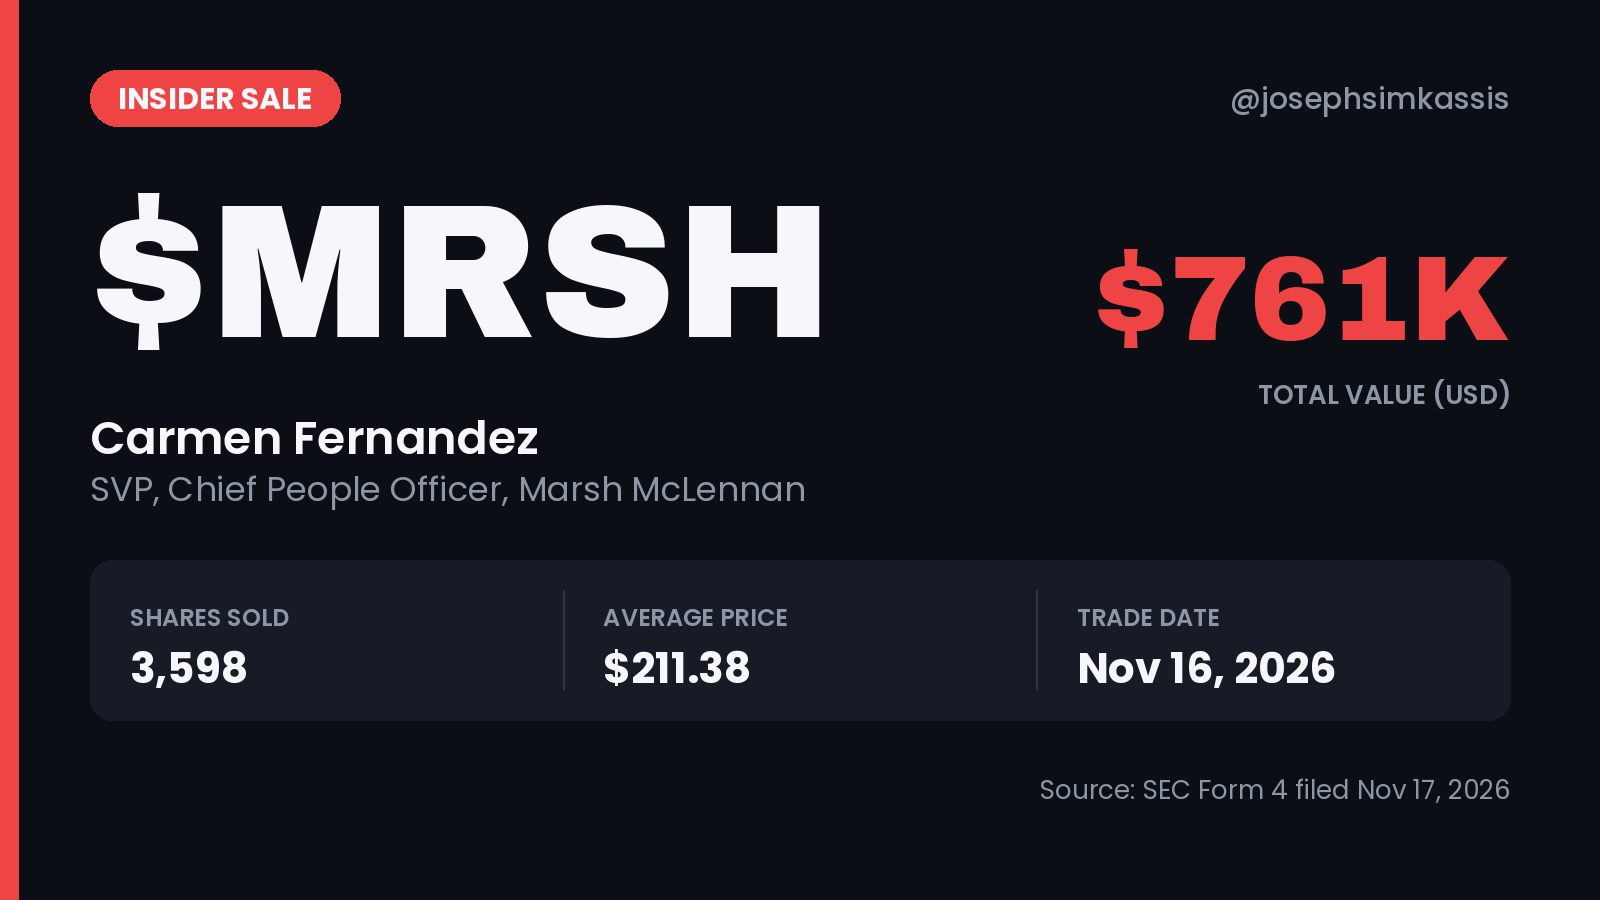 INSIDER SALE
@josephsimkassis
$MRSH
$761K
TOTAL VALUE (USD)
Carmen Fernandez
SVP, Chief People Officer, Marsh McLennan
SHARES SOLD
3,598
AVERAGE PRICE
$211.38
TRADE DATE
Nov 16, 2026
Source: SEC Form 4 filed Nov 17, 2026